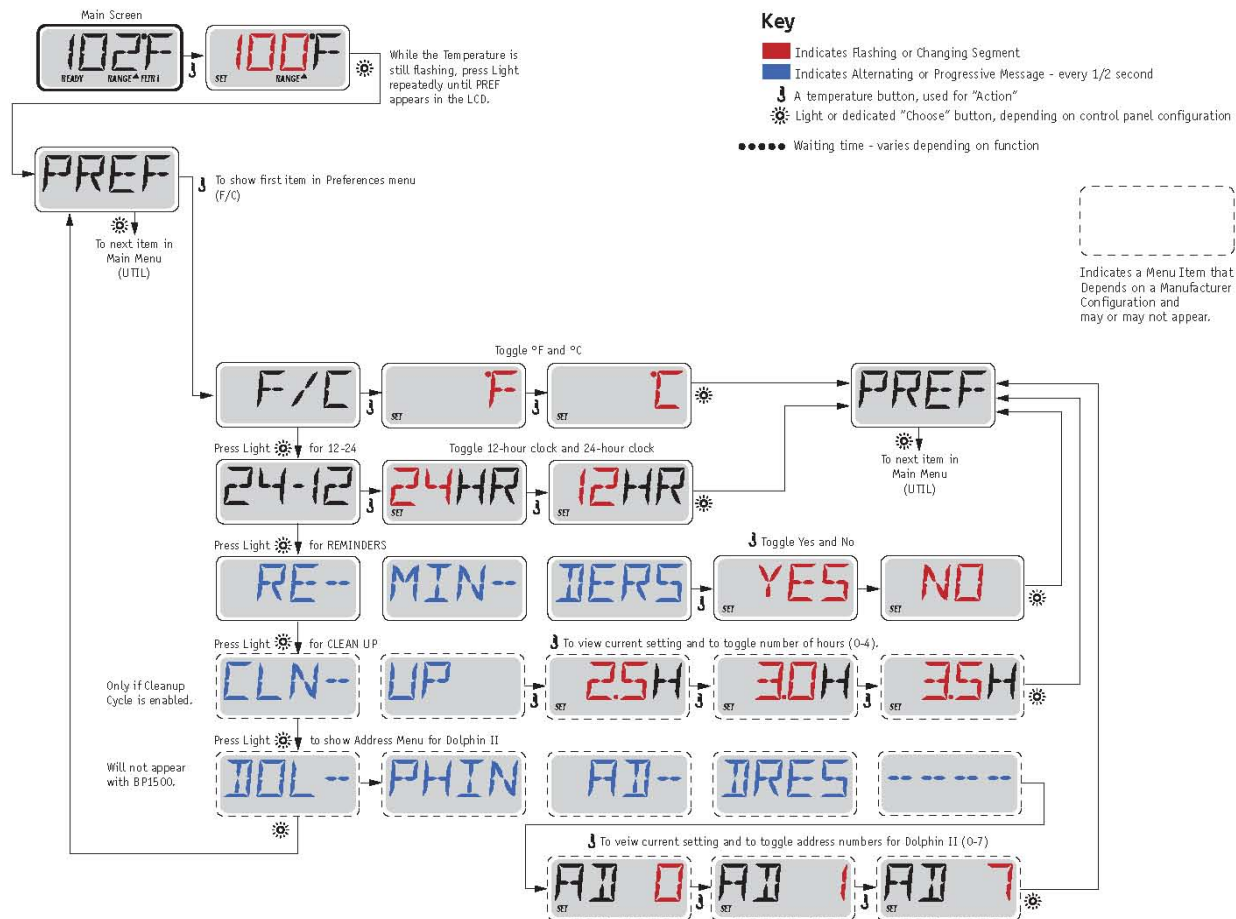 Main Screen
102°F
READY RANGE FLTR 1
100°F
SET RANGE
While the Temperature is
still flashing, press Light
repeatedly until PREF
appears in the LCD.
Key
Indicates Flashing or Changing Segment
Indicates Alternating or Progressive Message - every 1/2 second
A temperature button, used for "Action"
Light or dedicated "Choose" button, depending on control panel configuration
Waiting time - varies depending on function
Indicates a Menu Item that
Depends on a Manufacturer
Configuration and
may or may not appear.
PREF
To show first item in Preferences menu
(F/C)
To next item in
Main Menu
(UTIL)
Toggle °F and °C
F/C
°F
SET
°C
SET
PREF
To next item in
Main Menu
(UTIL)
Press Light for 12-24
Toggle 12-hour clock and 24-hour clock
24-12
24HR
SET
12HR
SET
Press Light for REMINDERS
Toggle Yes and No
RE-
MIN-
DERS
YES
SET
NO
SET
Press Light for CLEAN UP
To view current setting and to toggle number of hours (0-4).
Only if Cleanup
Cycle is enabled.
CLN-
UP
2.5H
SET
3.0H
SET
3.5H
SET
Press Light to show Address Menu for Dolphin II
Will not appear
with BP1500.
DOL-
PHIN
AD-
DRES
-----
To veiw current setting and to toggle address numbers for Dolphin II (0-7)
AD 0
SET
AD 1
SET
AD 7
SET